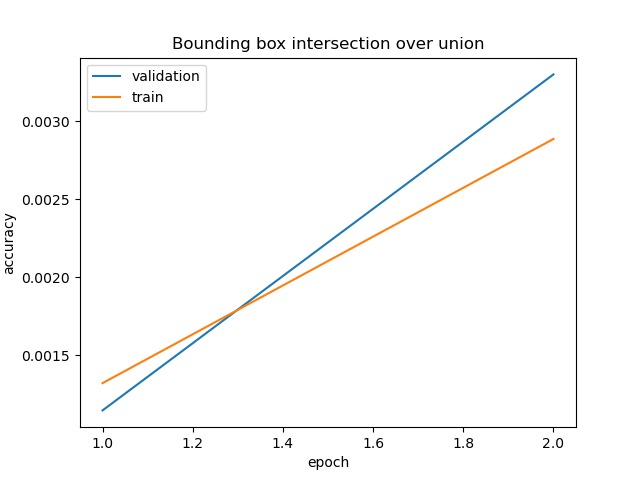 Bounding box intersection over union
validation
train
0.0030
0.0025
0.0020
0.0015
accuracy
1.0 1.2 1.4 1.6 1.8 2.0
epoch